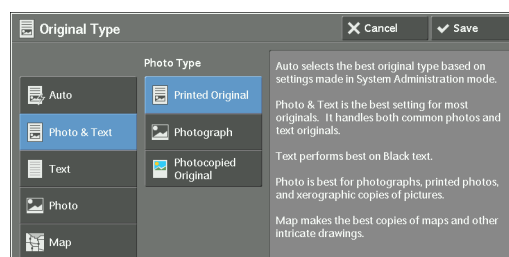 Original Type
Cancel
Save
Photo Type
Auto
Photo & Text
Text
Photo
Map
Printed Original
Photograph
Photocopied
Original
Auto selects the best original type based on
settings made in System Administration mode.
Photo & Text is the best setting for most
originals. It handles both common photos and
text originals.
Text performs best on Black text.
Photo is best for photographs, printed photos,
and xerographic copies of pictures.
Map makes the best copies of maps and other
intricate drawings.